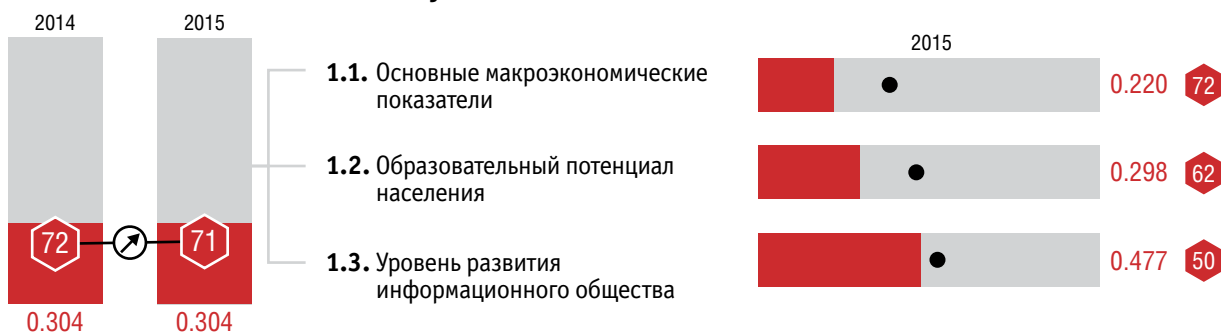 2014
2015
72
71
0.304
0.304
1.1. Основные макроэкономические
показатели
1.2. Образовательный потенциал
населения
1.3. Уровень развития
информационного общества
2015
0.220 72
0.298 62
0.477 50